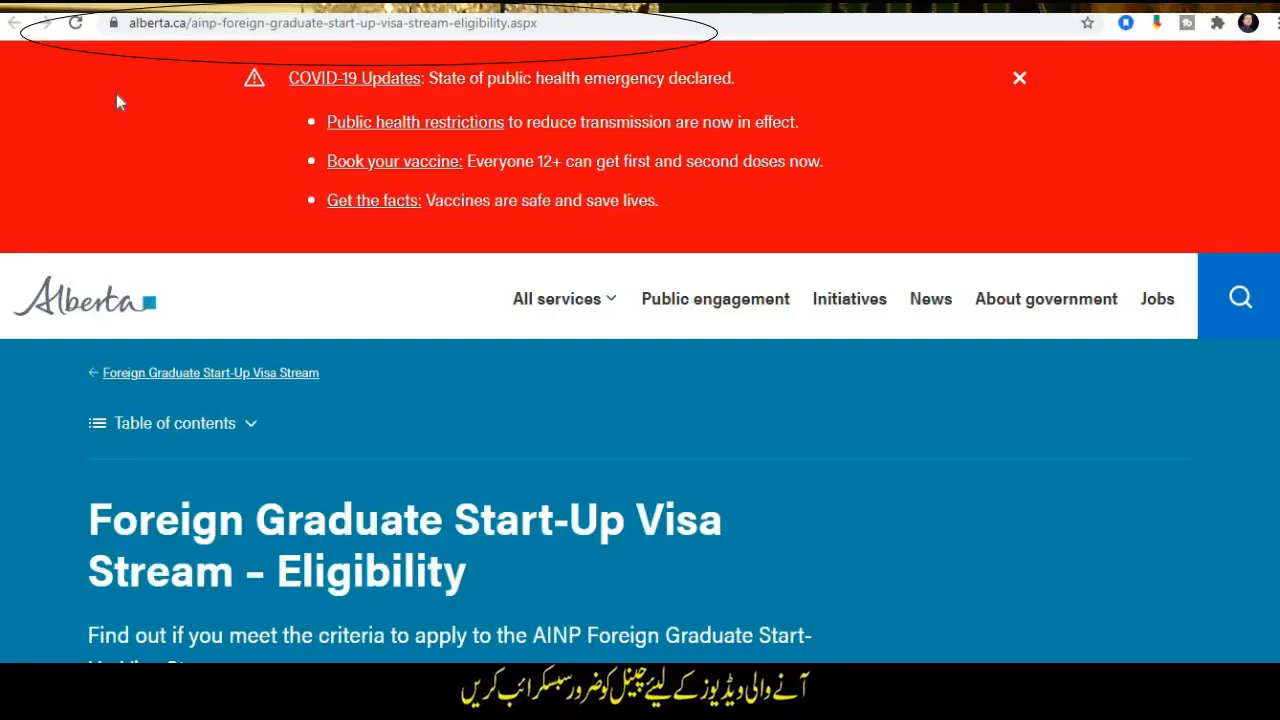 alberta.ca/ainp-foreign-graduate-start-up-visa-stream-eligibility.aspx
COVID-19 Updates: State of public health emergency declared.
Public health restrictions to reduce transmission are now in effect.
Book your vaccine: Everyone 12+ can get first and second doses now.
Get the facts: Vaccines are safe and save lives.
Alberta
All services Public engagement Initiatives News About government Jobs
Foreign Graduate Start-Up Visa Stream
Table of contents
Foreign Graduate Start-Up Visa
Stream – Eligibility
Find out if you meet the criteria to apply to the AINP Foreign Graduate Start-
آنے والی ویڈیوز کے لیئے چینل کو ضرور سبسکرائب کریں